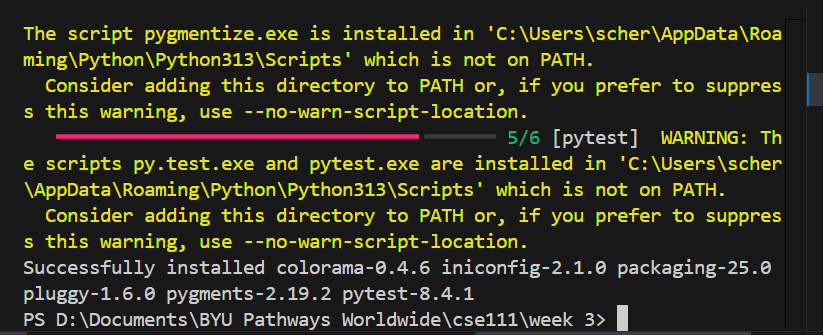 The script pygmentize.exe is installed in 'C:\Users\scher\AppData\Roa
ming\Python\Python313\Scripts' which is not on PATH.
  Consider adding this directory to PATH or, if you prefer to suppres
s this warning, use --no-warn-script-location.
5/6 [pytest]  WARNING: Th
e scripts py.test.exe and pytest.exe are installed in 'C:\Users\scher
\AppData\Roaming\Python\Python313\Scripts' which is not on PATH.
  Consider adding this directory to PATH or, if you prefer to suppres
s this warning, use --no-warn-script-location.
Successfully installed colorama-0.4.6 iniconfig-2.1.0 packaging-25.0
pluggy-1.6.0 pygments-2.19.2 pytest-8.4.1
PS D:\Documents\BYU Pathways Worldwide\cse111\week 3>